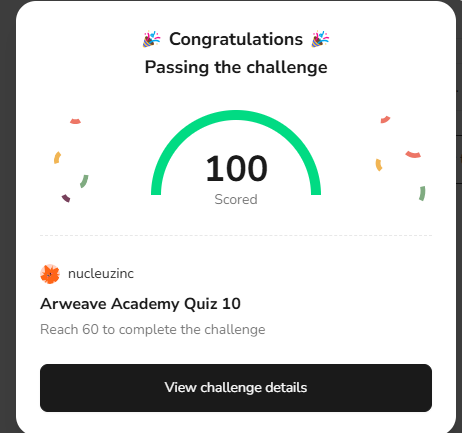 🎉 Congratulations 🎉
Passing the challenge
100
Scored
nucleuzinc
Arweave Academy Quiz 10
Reach 60 to complete the challenge
View challenge details